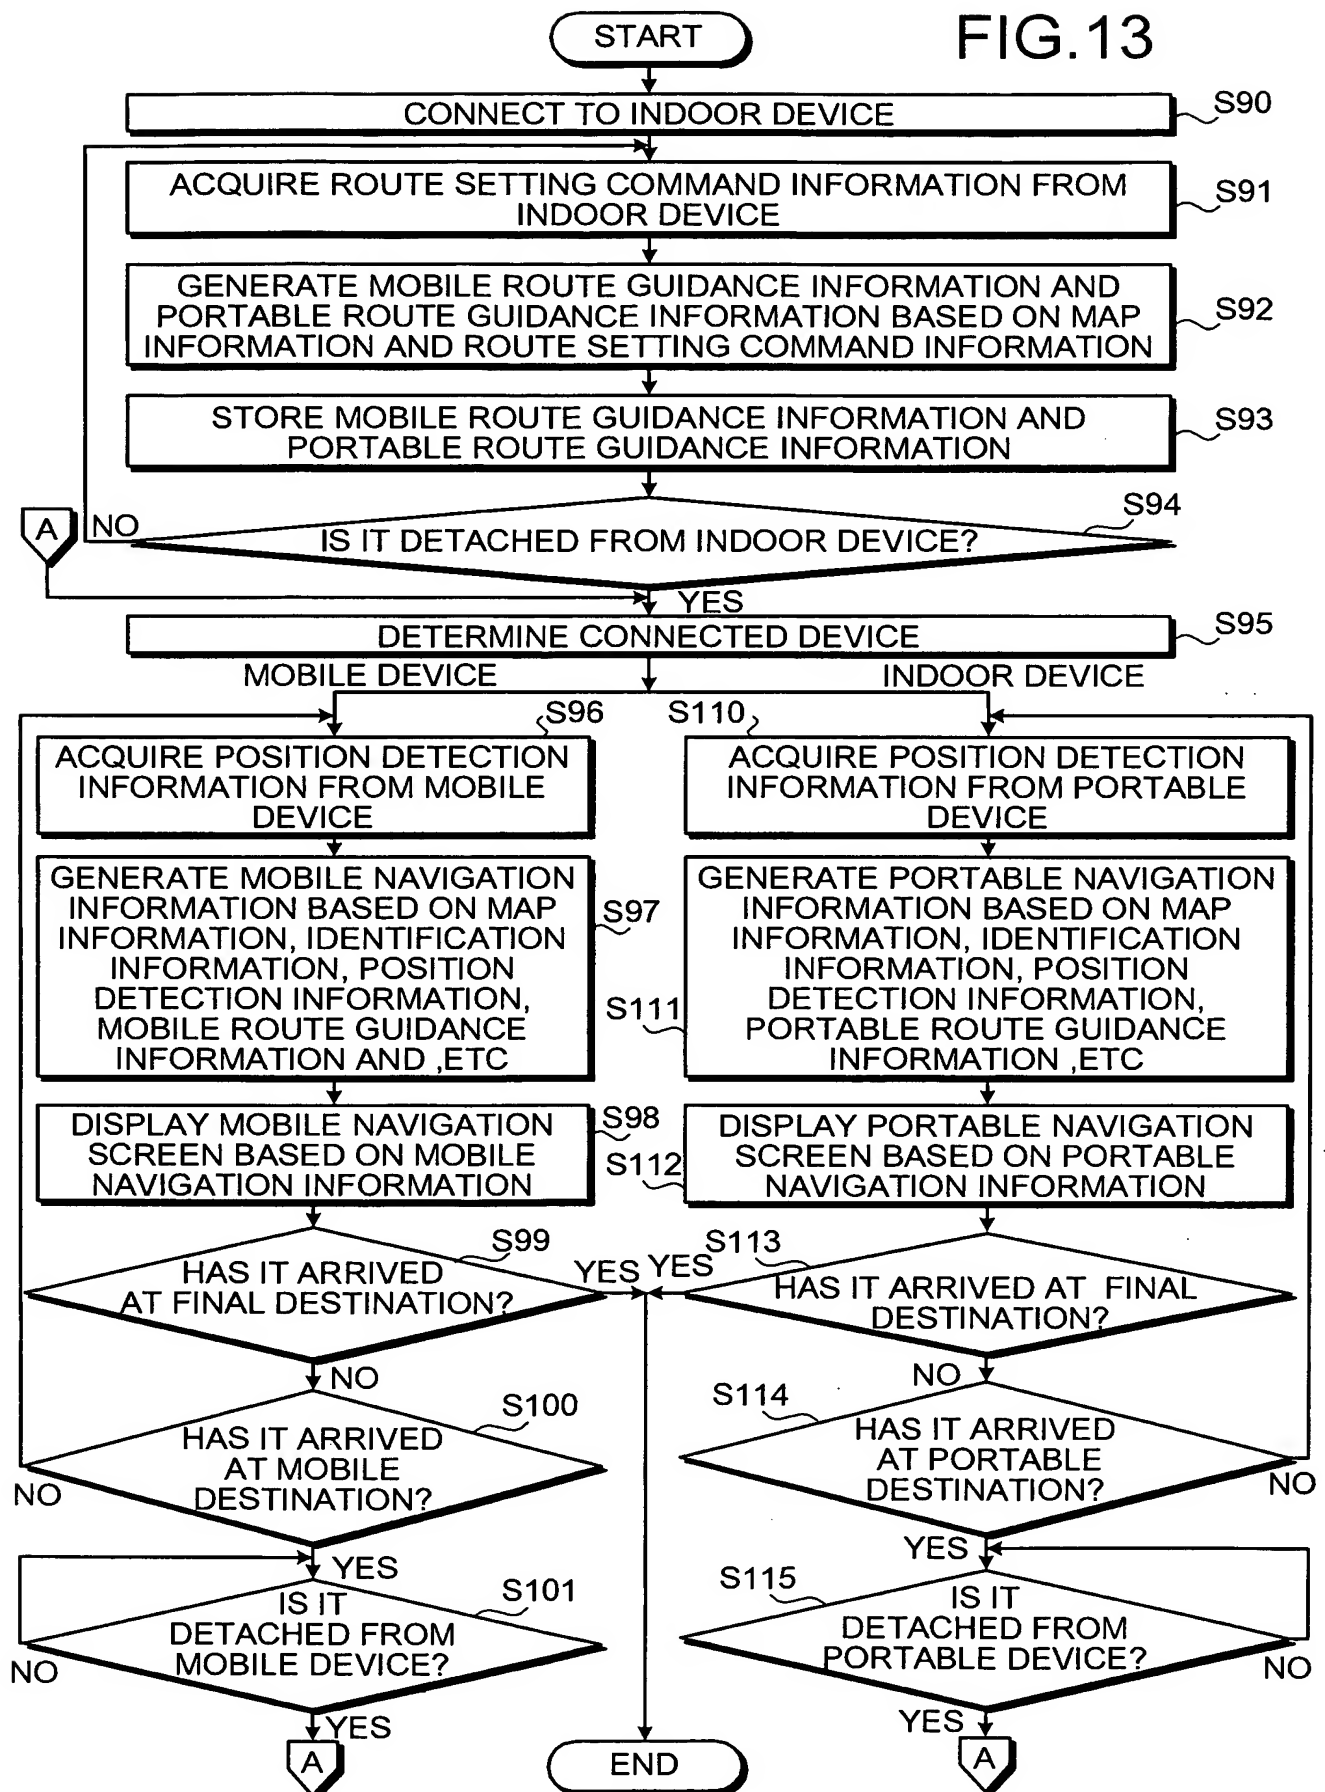 START
FIG.13
CONNECT TO INDOOR DEVICE
S90
ACQUIRE ROUTE SETTING COMMAND INFORMATION FROM
INDOOR DEVICE
S91
GENERATE MOBILE ROUTE GUIDANCE INFORMATION AND
PORTABLE ROUTE GUIDANCE INFORMATION BASED ON MAP
INFORMATION AND ROUTE SETTING COMMAND INFORMATION
S92
STORE MOBILE ROUTE GUIDANCE INFORMATION AND
PORTABLE ROUTE GUIDANCE INFORMATION
S93
A
NO
IS IT DETACHED FROM INDOOR DEVICE?
S94
YES
DETERMINE CONNECTED DEVICE
S95
MOBILE DEVICE
INDOOR DEVICE
S96
ACQUIRE POSITION DETECTION
INFORMATION FROM MOBILE
DEVICE
S110
ACQUIRE POSITION DETECTION
INFORMATION FROM PORTABLE
DEVICE
GENERATE MOBILE NAVIGATION
INFORMATION BASED ON MAP
INFORMATION, IDENTIFICATION
INFORMATION, POSITION
DETECTION INFORMATION,
MOBILE ROUTE GUIDANCE
INFORMATION AND ,ETC
S97
GENERATE PORTABLE NAVIGATION
INFORMATION BASED ON MAP
INFORMATION, IDENTIFICATION
INFORMATION, POSITION
DETECTION INFORMATION,
PORTABLE ROUTE GUIDANCE
INFORMATION ,ETC
S111
DISPLAY MOBILE NAVIGATION
SCREEN BASED ON MOBILE
NAVIGATION INFORMATION
S98
DISPLAY PORTABLE NAVIGATION
SCREEN BASED ON PORTABLE
NAVIGATION INFORMATION
S112
S99
HAS IT ARRIVED
AT FINAL DESTINATION?
YES
YES
S113
HAS IT ARRIVED AT FINAL
DESTINATION?
NO
NO
S100
HAS IT ARRIVED
AT MOBILE
DESTINATION?
NO
S114
HAS IT ARRIVED
AT PORTABLE
DESTINATION?
NO
YES
YES
S101
IS IT
DETACHED FROM
MOBILE DEVICE?
NO
S115
IS IT
DETACHED FROM
PORTABLE DEVICE?
NO
YES
YES
A
END
A